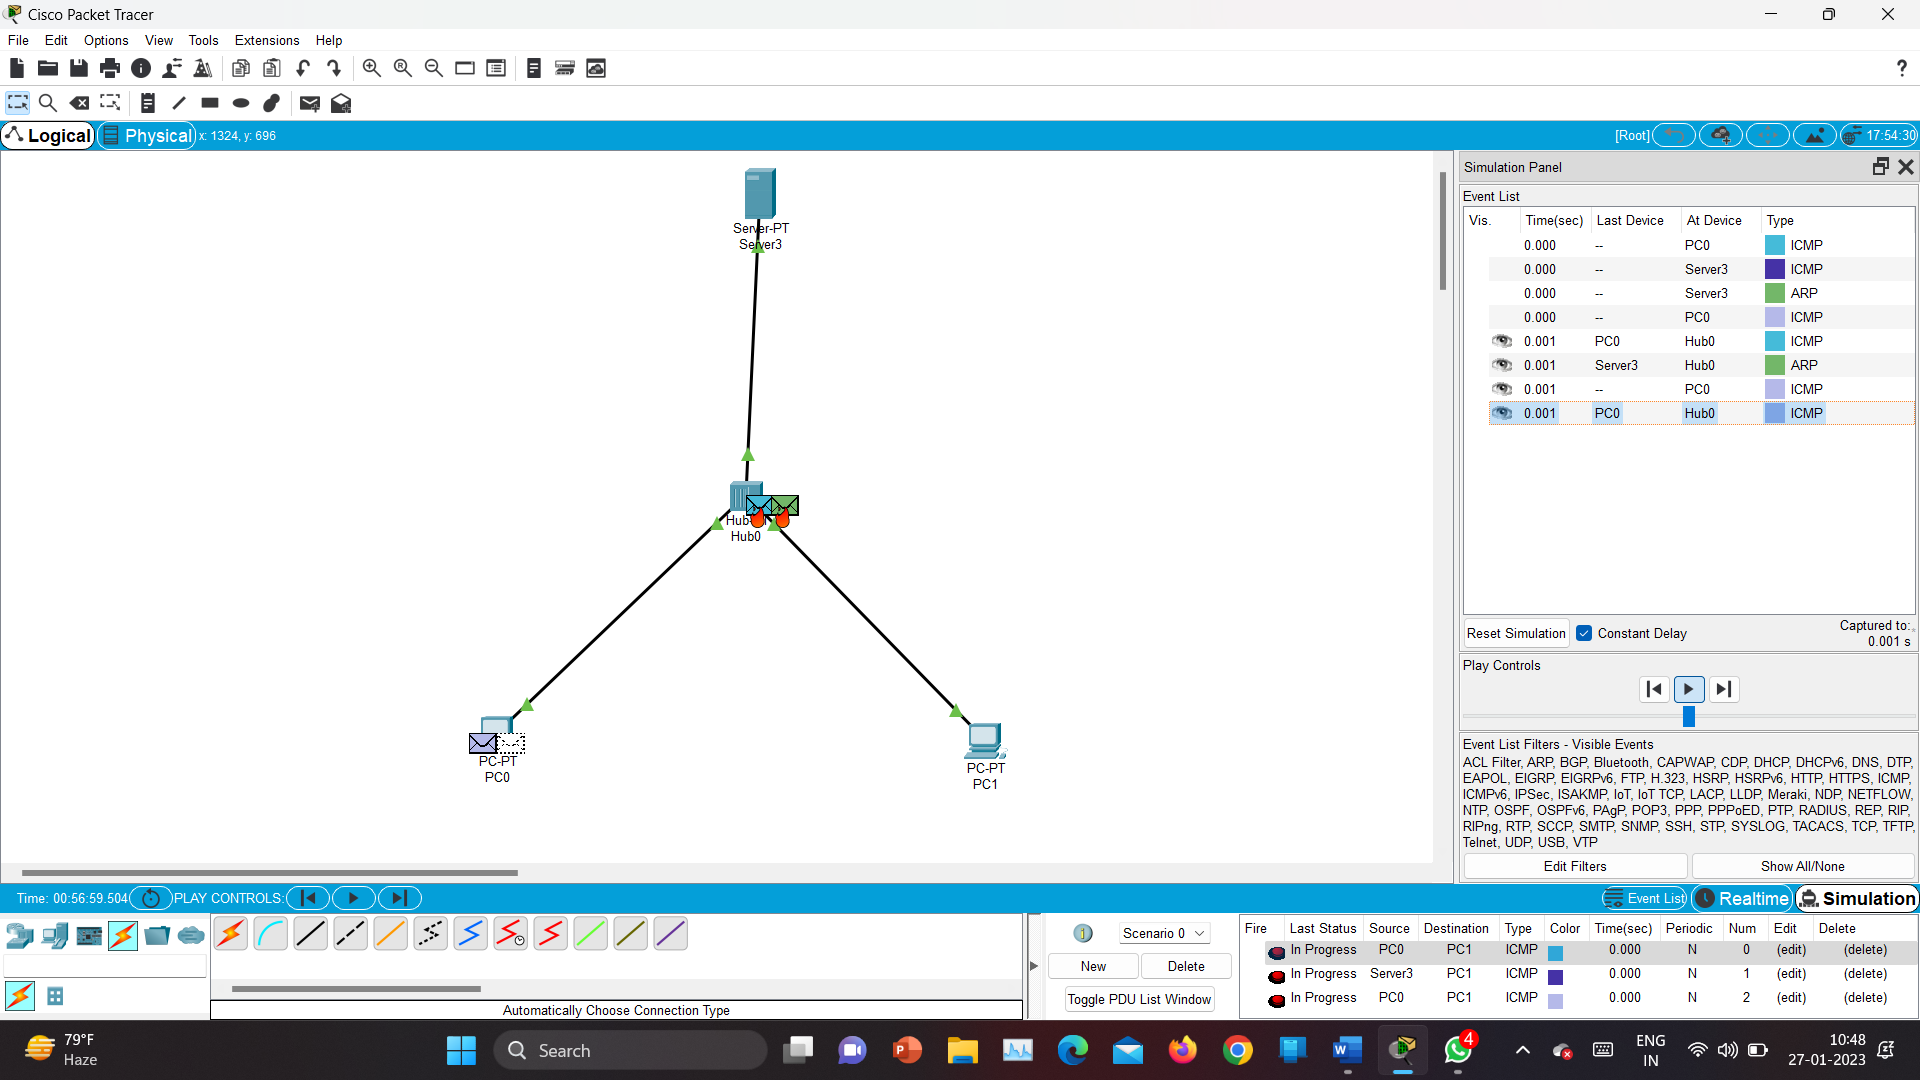 Cisco Packet Tracer
File Edit Options View Tools Extensions Help
?
Logical Physical x: 1324, y: 696 [Root] 17:54:30
Server-PT
Server3
Hub0
PC-PT
PC0
PC-PT
PC1
Simulation Panel
Event List
Vis. Time(sec) Last Device At Device Type
0.000 -- PC0 ICMP
0.000 -- Server3 ICMP
0.000 -- Server3 ARP
0.000 -- PC0 ICMP
0.001 PC0 Hub0 ICMP
0.001 Server3 Hub0 ARP
0.001 -- PC0 ICMP
0.001 PC0 Hub0 ICMP
Reset Simulation Constant Delay Captured to:
0.001 s
Play Controls
Event List Filters - Visible Events
ACL Filter, ARP, BGP, Bluetooth, CAPWAP, CDP, DHCP, DHCPv6, DNS, DTP,
EAPOL, EIGRP, EIGRPv6, FTP, H.323, HSRP, HSRPv6, HTTP, HTTPS, ICMP,
ICMPv6, IPSec, ISAKMP, IoT, IoT TCP, LACP, LLDP, Meraki, NDP, NETFLOW,
NTP, OSPF, OSPFv6, PAgP, POP3, PPP, PPPoED, PTP, RADIUS, REP, RIP,
RIPng, RTP, SCCP, SMTP, SNMP, SSH, STP, SYSLOG, TACACS, TCP, TFTP,
Telnet, UDP, USB, VTP
Edit Filters Show All/None
Time: 00:56:59.504 PLAY CONTROLS: Event List Realtime Simulation
Automatically Choose Connection Type
Scenario 0
New Delete
Toggle PDU List Window
Fire Last Status Source Destination Type Color Time(sec) Periodic Num Edit Delete
In Progress PC0 PC1 ICMP 0.000 N 0 (edit) (delete)
In Progress Server3 PC1 ICMP 0.000 N 1 (edit) (delete)
In Progress PC0 PC1 ICMP 0.000 N 2 (edit) (delete)
79°F
Haze
Search
4
ENG
IN
10:48
27-01-2023